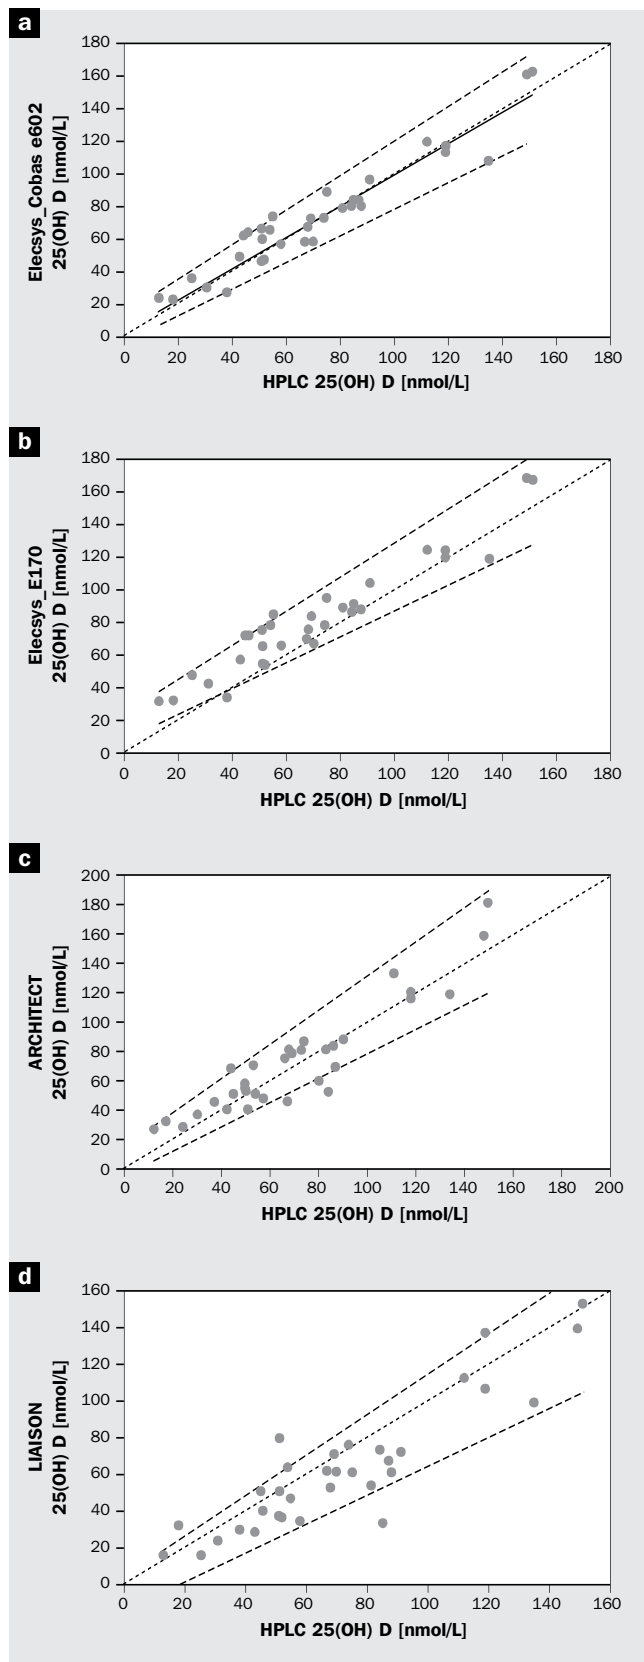 a
Elecsys_Cobas e602
25(OH) D [nmol/L]
180
160
140
120
100
80
60
40
20
0
0 20 40 60 80 100 120 140 160 180
HPLC 25(OH) D [nmol/L]
b
Elecsys_E170
25(OH) D [nmol/L]
180
160
140
120
100
80
60
40
20
0
0 20 40 60 80 100 120 140 160 180
HPLC 25(OH) D [nmol/L]
c
ARCHITECT
25(OH) D [nmol/L]
200
180
160
140
120
100
80
60
40
20
0
0 20 40 60 80 100 120 140 160 180 200
HPLC 25(OH) D [nmol/L]
d
LIAISON
25(OH) D [nmol/L]
160
140
120
100
80
60
40
20
0
0 20 40 60 80 100 120 140 160
HPLC 25(OH) D [nmol/L]